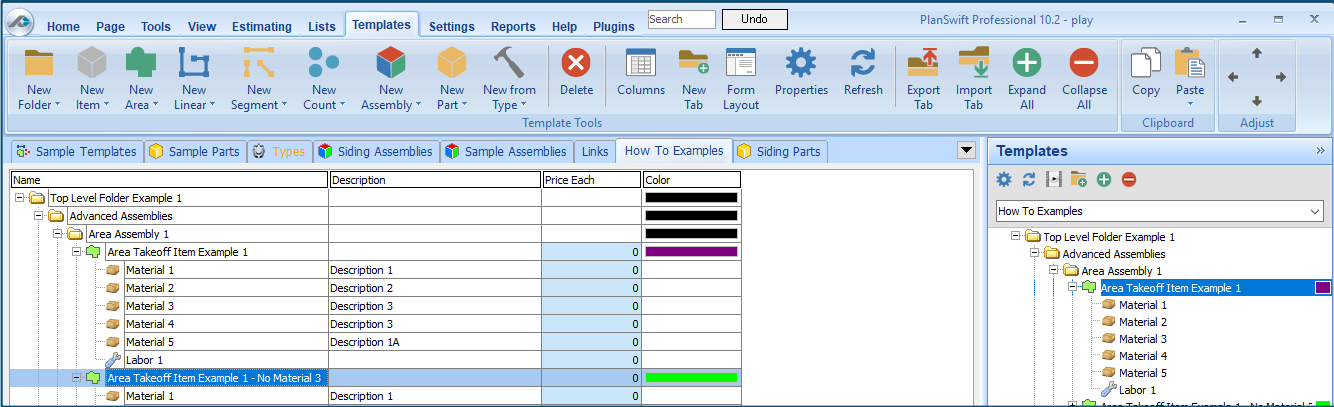 Home Page Tools View Estimating Lists Templates Settings Reports Help Plugins Search Undo PlanSwift Professional 10.2 - play
New Folder New Item New Area New Linear New Segment New Count New Assembly New Part New from Type Delete Columns New Tab Form Layout Properties Refresh Export Tab Import Tab Expand All Collapse All Copy Paste
Template Tools Clipboard Adjust
Sample Templates Sample Parts Types Siding Assemblies Sample Assemblies Links How To Examples Siding Parts
Name Description Price Each Color
Top Level Folder Example 1
Advanced Assemblies
Area Assembly 1
Area Takeoff Item Example 1 0
Material 1 Description 1 0
Material 2 Description 2 0
Material 3 Description 3 0
Material 4 Description 3 0
Material 5 Description 1A 0
Labor 1 0
Area Takeoff Item Example 1 - No Material 3 0
Material 1 Description 1 0
Templates
How To Examples
Top Level Folder Example 1
Advanced Assemblies
Area Assembly 1
Area Takeoff Item Example 1
Material 1
Material 2
Material 3
Material 4
Material 5
Labor 1
Area Takeoff Item Example 1 - No Material